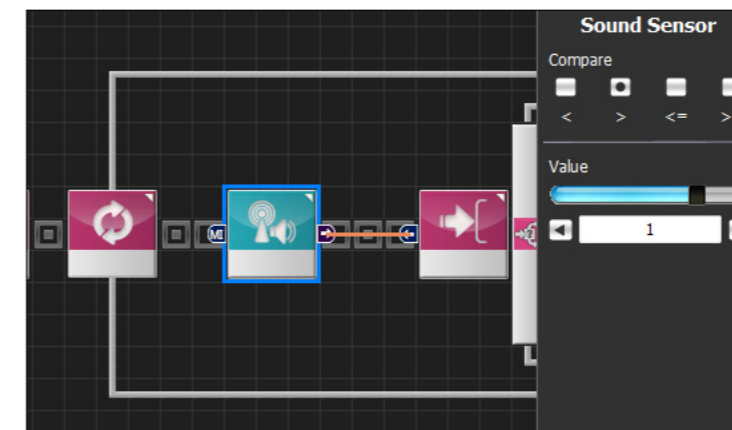 Sound Sensor
Compare
< > <= >
Value
1